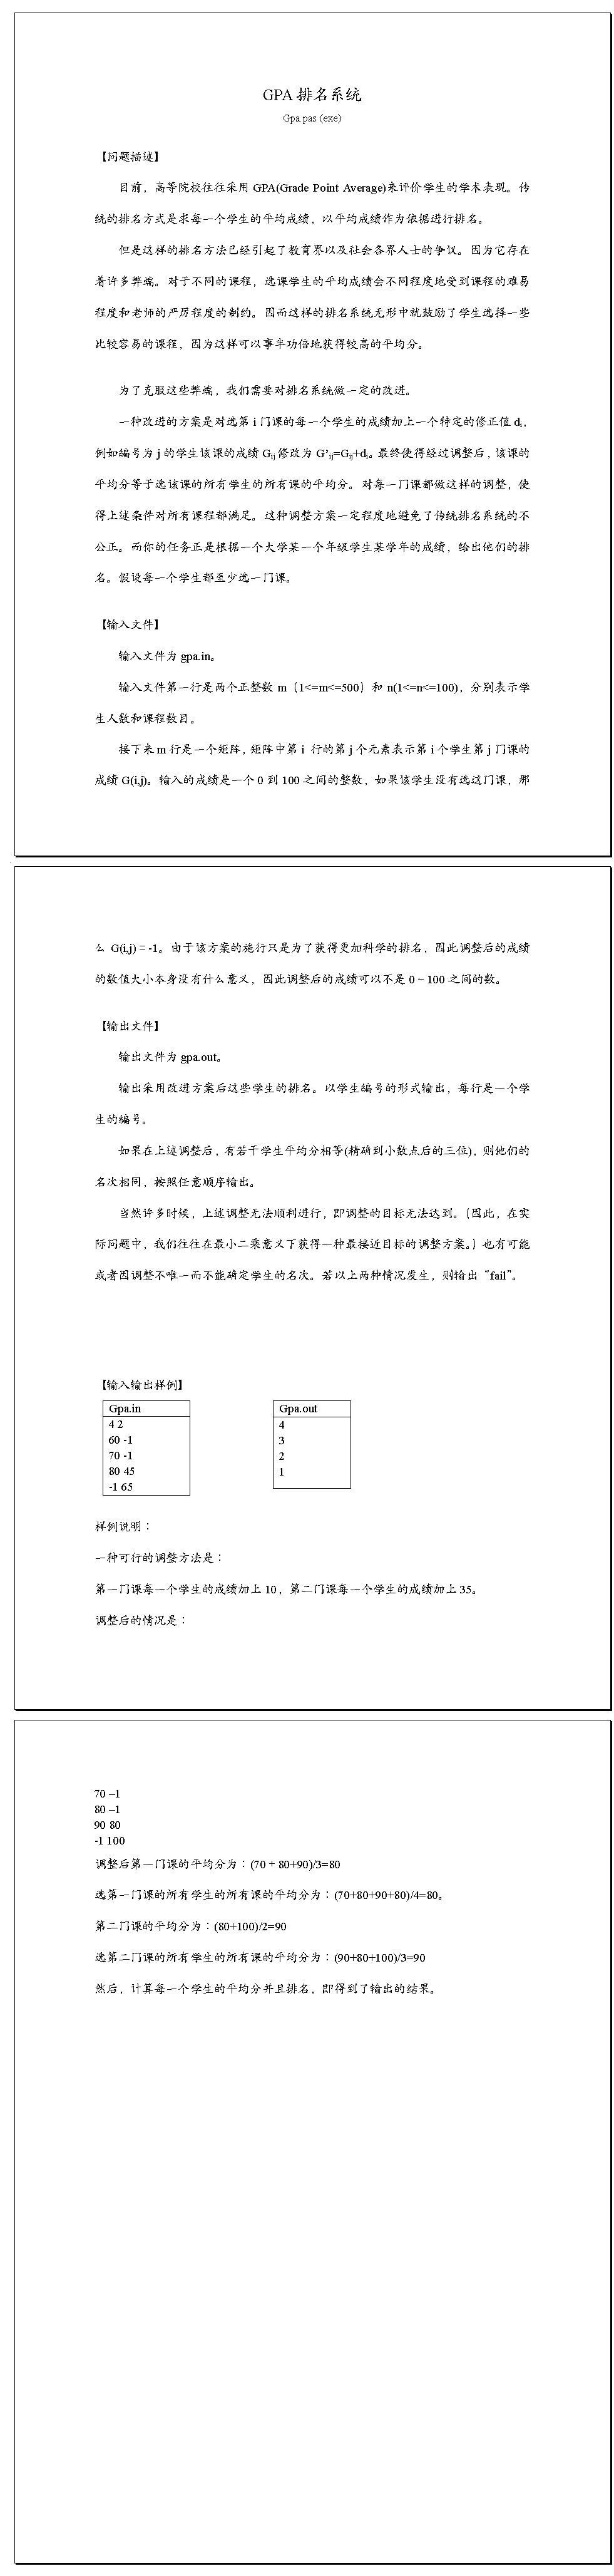 GPA 排名系统
Gpa.pas (exe)
【问题描述】
目前，高等院校往往采用 GPA(Grade Point Average)来评价学生的学术表现。传
统的排名方式是求每一个学生的平均成绩，以平均成绩作为依据进行排名。
但是这样的排名方法已经引起了教育界以及社会各界人士的争议。因为它存在
着许多弊端。对于不同的课程，选课学生的平均成绩会不同程度地受到课程的难易
程度和老师的严厉程度的制约。因而这样的排名系统无形中就鼓励了学生选择一些
比较容易的课程，因为这样可以事半功倍地获得较高的平均分。
为了克服这些弊端，我们需要对排名系统做一定的改进。
一种改进的方案是对选第 i 门课的每一个学生的成绩加上一个特定的修正值 di，
例如编号为 j 的学生该课的成绩 Gij 修改为 G’ij=Gij+di。最终使得经过调整后，该课的
平均分等于选该课的所有学生的所有课的平均分。对每一门课都做这样的调整，使
得上述条件对所有课程都满足。这种调整方案一定程度地避免了传统排名系统的不
公正。而你的任务正是根据一个大学某一个年级学生某学年的成绩，给出他们的排
名。假设每一个学生都至少选一门课。
【输入文件】
输入文件为 gpa.in。
输入文件第一行是两个正整数 m（1<=m<=500）和 n(1<=n<=100)，分别表示学
生人数和课程数目。
接下来 m 行是一个矩阵，矩阵中第 i 行的第 j 个元素表示第 i 个学生第 j 门课的
成绩 G(i,j)。输入的成绩是一个 0 到 100 之间的整数，如果该学生没有选这门课，那
么 G(i,j) = -1。由于该方案的施行只是为了获得更加科学的排名，因此调整后的成绩
的数值大小本身没有什么意义，因此调整后的成绩可以不是 0－100 之间的数。
【输出文件】
输出文件为 gpa.out。
输出采用改进方案后这些学生的排名。以学生编号的形式输出，每行是一个学
生的编号。
如果在上述调整后，有若干学生平均分相等(精确到小数点后的三位)，则他们的
名次相同，按照任意顺序输出。
当然许多时候，上述调整无法顺利进行，即调整的目标无法达到。（因此，在实
际问题中，我们往往在最小二乘意义下获得一种最接近目标的调整方案。）也有可能
或者因调整不唯一而不能确定学生的名次。若以上两种情况发生，则输出“fail”。
【输入输出样例】
Gpa.in
4 2
60 -1
70 -1
80 45
-1 65
Gpa.out
4
3
2
1
样例说明：
一种可行的调整方法是：
第一门课每一个学生的成绩加上 10，第二门课每一个学生的成绩加上 35。
调整后的情况是：
70 –1
80 –1
90 80
-1 100
调整后第一门课的平均分为：(70 + 80+90)/3=80
选第一门课的所有学生的所有课的平均分为：(70+80+90+80)/4=80。
第二门课的平均分为：(80+100)/2=90
选第二门课的所有学生的所有课的平均分为：(90+80+100)/3=90
然后，计算每一个学生的平均分并且排名，即得到了输出的结果。